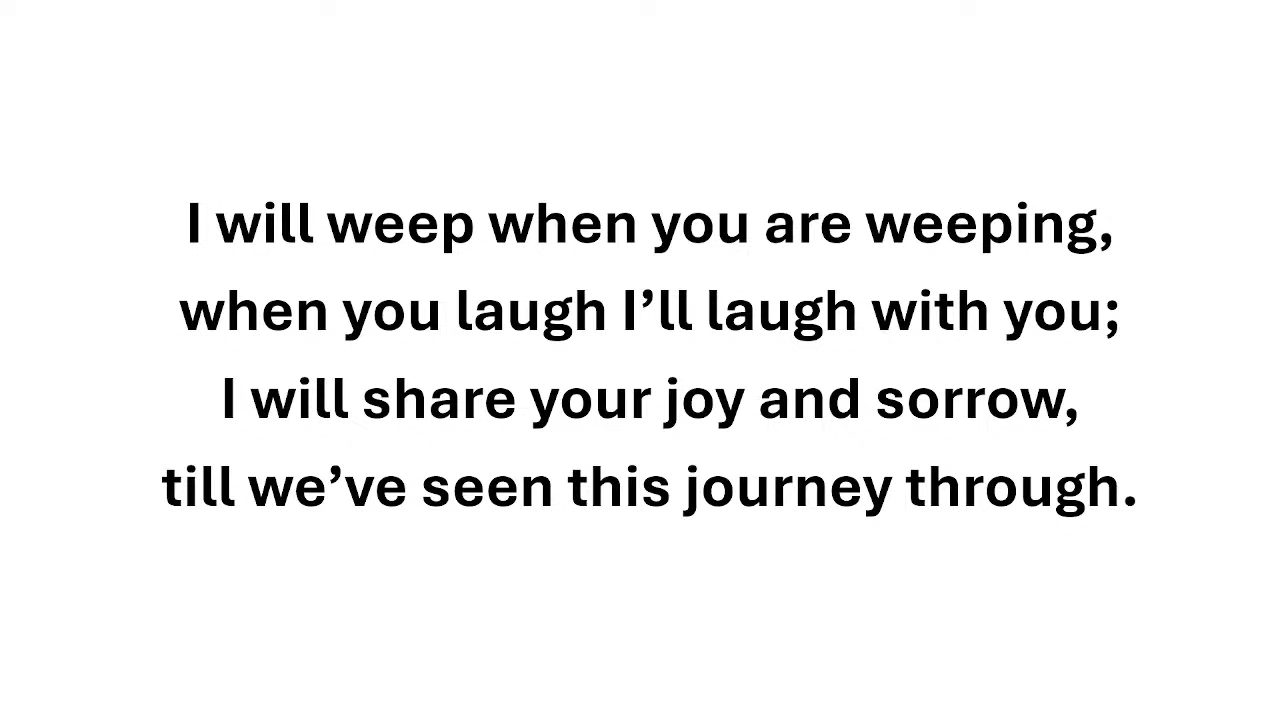 I will weep when you are weeping,
when you laugh I’ll laugh with you;
I will share your joy and sorrow,
till we’ve seen this journey through.